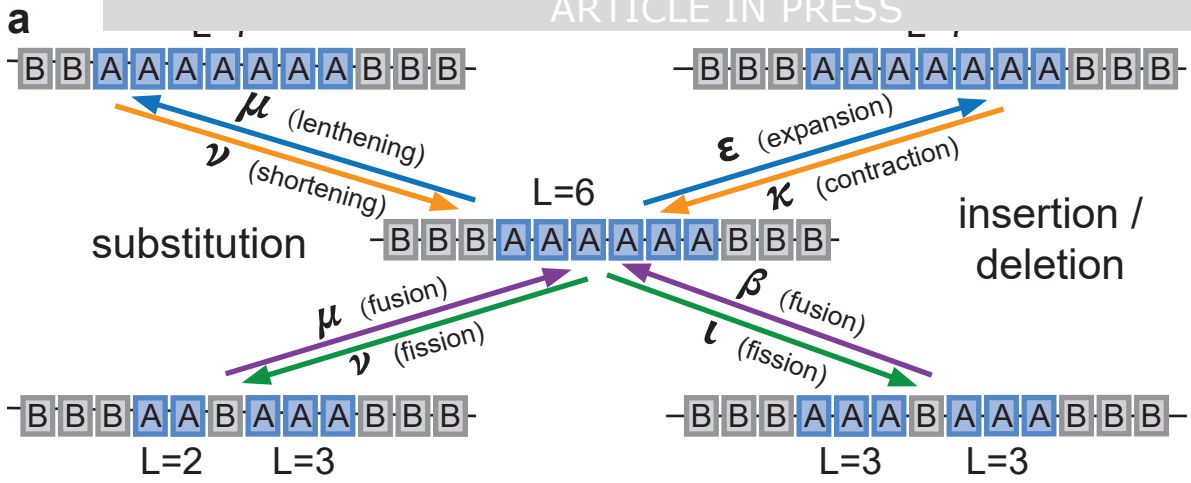 a
ARTICLE IN PRESS
B B A A A A A A A B B B
B B B A A A A A A A B B B
μ (lenthening)
ν (shortening)
ε (expansion)
κ (contraction)
L=6
B B B A A A A A A B B B
substitution
insertion /
deletion
μ (fusion)
ν (fission)
β (fusion)
ι (fission)
B B B A A B A A A B B B
L=2 L=3
B B B A A A B A A A B B B
L=3 L=3